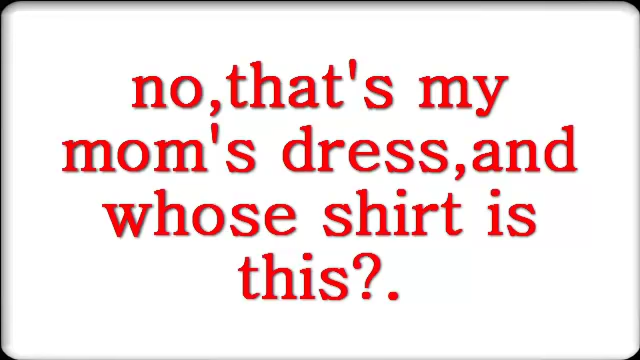 no,that's my
mom's dress,and
whose shirt is
this?.